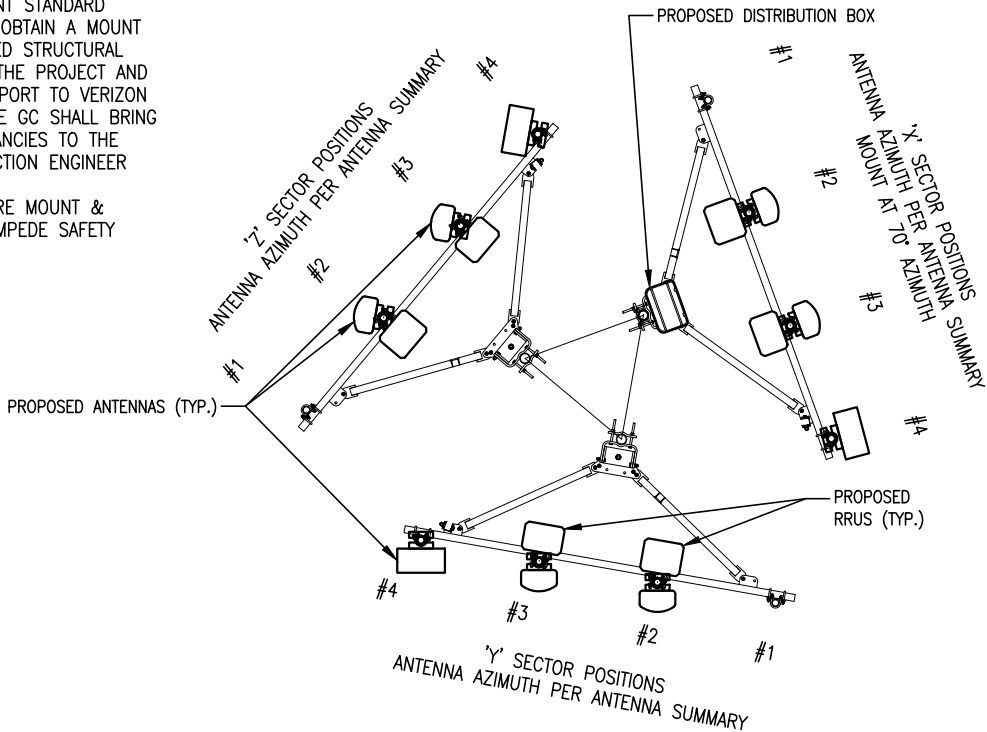 NT STANDARD
OBTAIN A MOUNT
ED STRUCTURAL
THE PROJECT AND
PORT TO VERIZON
E GC SHALL BRING
ANCIES TO THE
CTION ENGINEER
RE MOUNT &
MPEDE SAFETY
PROPOSED DISTRIBUTION BOX
'Z' SECTOR POSITIONS
ANTENNA AZIMUTH PER ANTENNA SUMMARY
#4
#3
#2
#1
'X' SECTOR POSITIONS
ANTENNA AZIMUTH PER ANTENNA SUMMARY
MOUNT AT 70° AZIMUTH
#1
#2
#3
#4
PROPOSED ANTENNAS (TYP.)
PROPOSED
RRUS (TYP.)
#4
#3
#2
#1
'Y' SECTOR POSITIONS
ANTENNA AZIMUTH PER ANTENNA SUMMARY